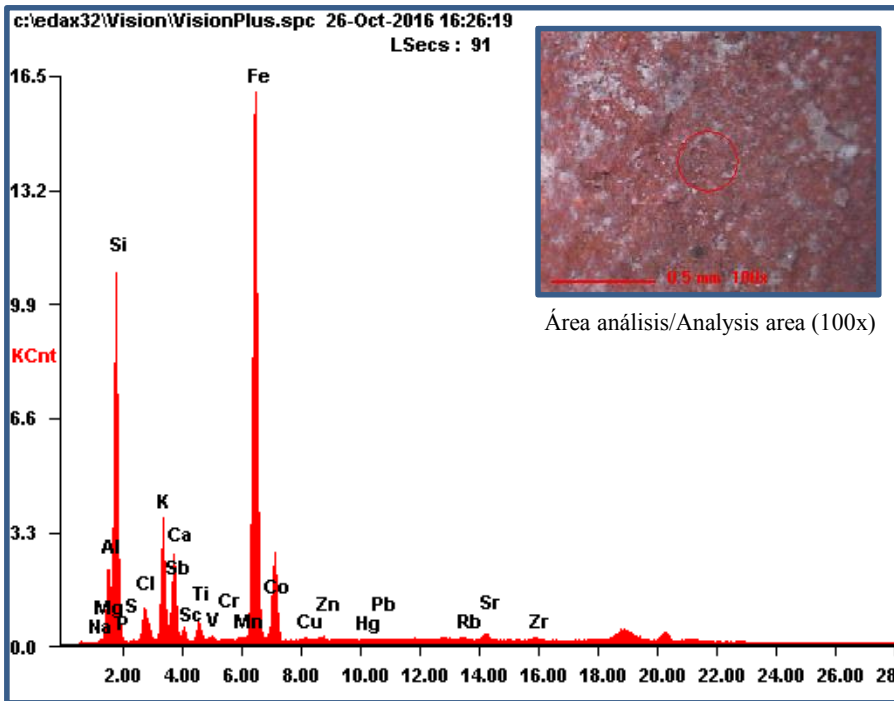 c:\edax32\Vision\VisionPlus.spc 26-Oct-2016 16:26:19
LSecs : 91
16.5
13.2
9.9
KCnt
6.6
3.3
0.0
Fe
Si
K
Ca
Al
Sb
Cl
Mg
S
Na
P
Sc
Ti
V
Cr
Mn
Co
Cu
Zn
Hg
Pb
Rb
Sr
Zr
0.5 mm 100x
Área análisis/Analysis area (100x)
2.00 4.00 6.00 8.00 10.00 12.00 14.00 16.00 18.00 20.00 22.00 24.00 26.00 28